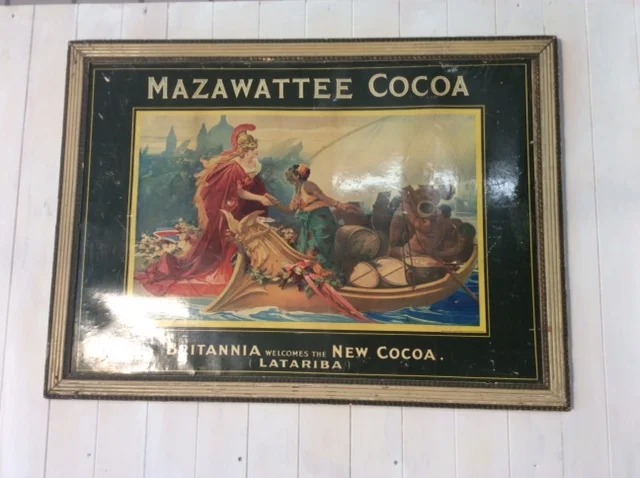 MAZAWATTEE COCOA
BRITANNIA WELCOMES THE NEW COCOA.
(LATARIBA)